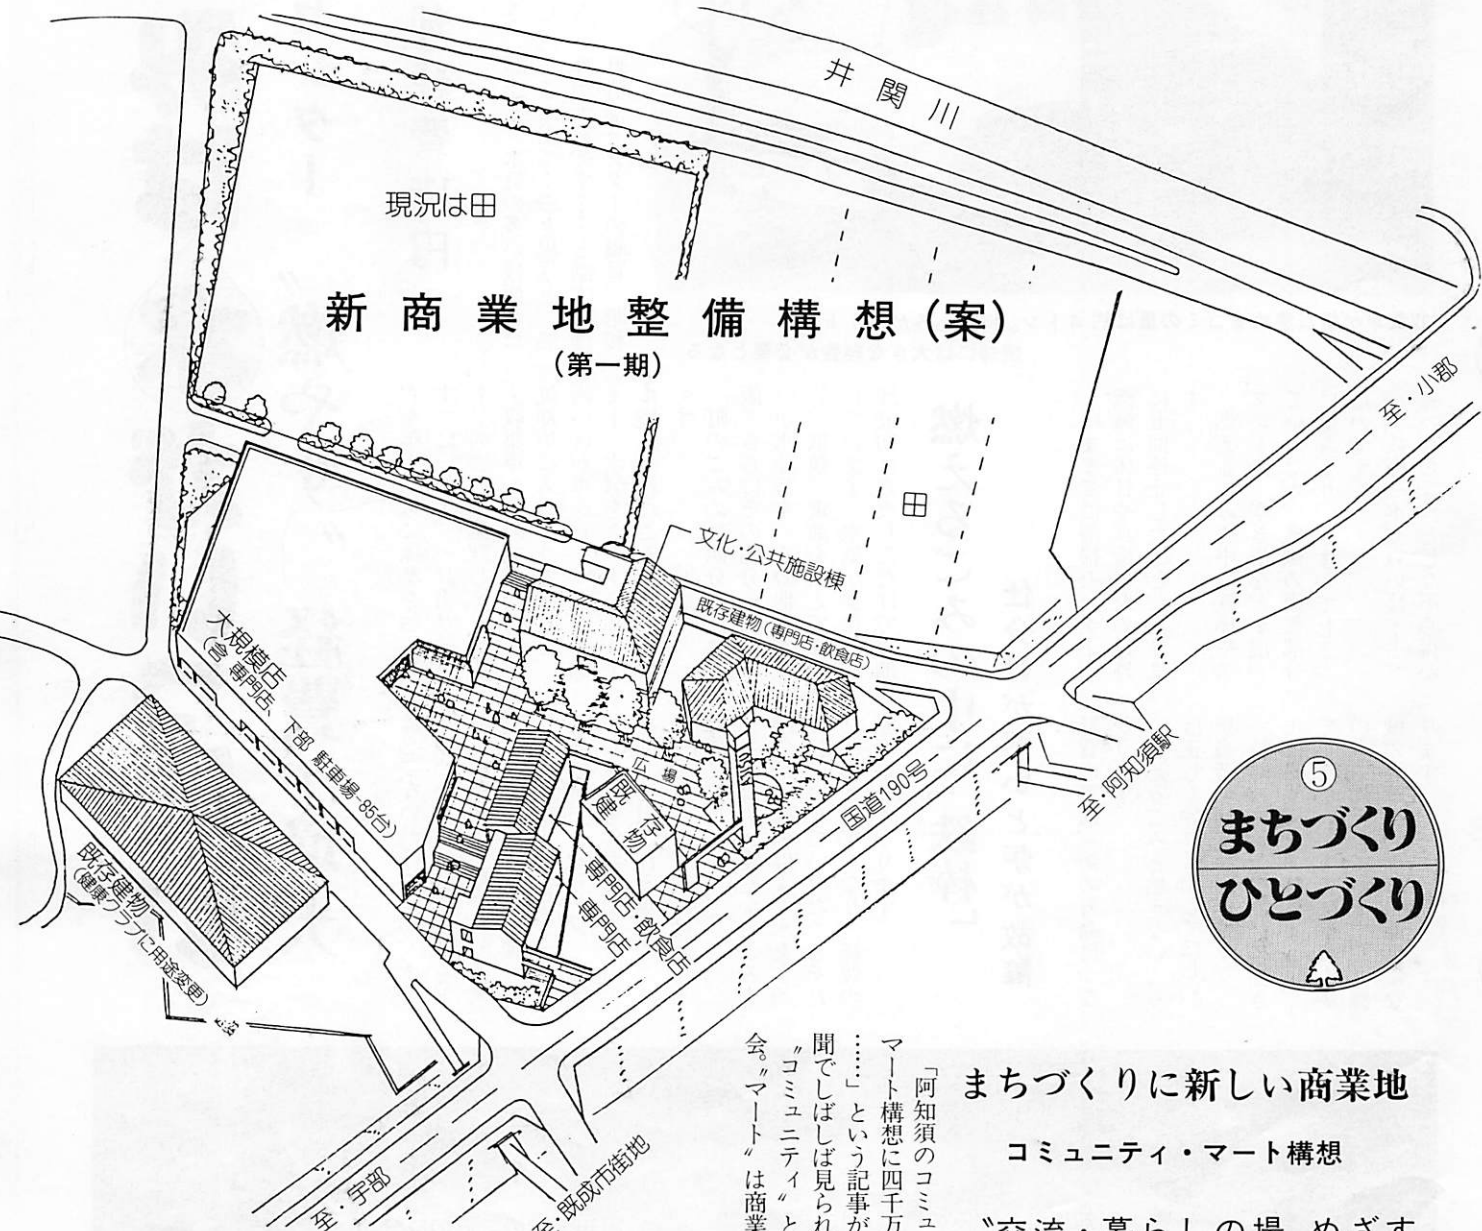 井関川
現況は田
新商業地整備構想(案)
(第一期)
至・小郡
田
文化・公共施設棟
既存建物(専門店・飲食店)
大規模店
(含 専門店、下部 駐車場-85台)
広場
既存建物
国道190号
至・阿知須駅
専門店・飲食店
専門店
既存建物
(健康クラブに用途変更)
至・宇部
至・既成市街地
⑤
まちづくり
ひとづくり
まちづくりに新しい商業地
コミュニティ・マート構想
〝交流・暮らしの場〟めざす
「阿知須のコミュ
マート構想に四千万
……」という記事が
聞でしばしば見られ
〝コミュニティ〟と
会。〝マート〟は商業